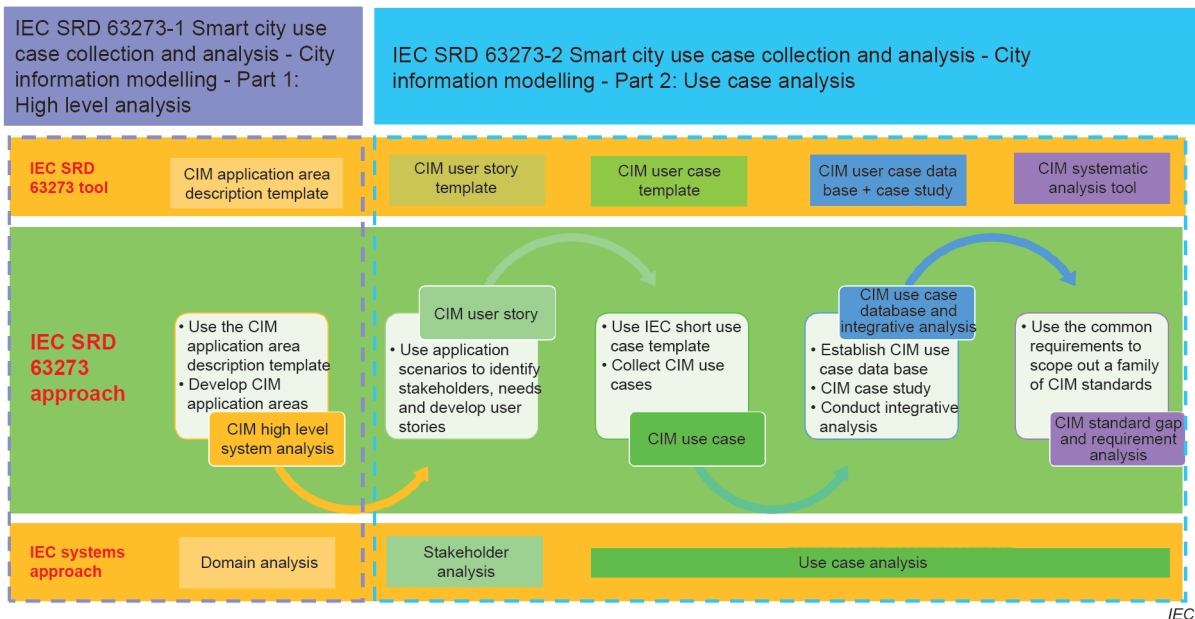 IEC SRD 63273-1 Smart city use
case collection and analysis - City
information modelling - Part 1:
High level analysis
IEC SRD 63273-2 Smart city use case collection and analysis - City
information modelling - Part 2: Use case analysis
IEC SRD
63273 tool
CIM application area
description template
CIM user story
template
CIM user case
template
CIM user case data
base + case study
CIM systematic
analysis tool
IEC SRD
63273
approach
• Use the CIM
application area
description template
• Develop CIM
application areas
CIM high level
system analysis
CIM user story
• Use application
scenarios to identify
stakeholders, needs
and develop user
stories
• Use IEC short use
case template
• Collect CIM use
cases
CIM use case
CIM use case
database and
integrative analysis
• Establish CIM use
case data base
• CIM case study
• Conduct integrative
analysis
• Use the common
requirements to
scope out a family
of CIM standards
CIM standard gap
and requirement
analysis
IEC systems
approach
Domain analysis
Stakeholder
analysis
Use case analysis
IEC